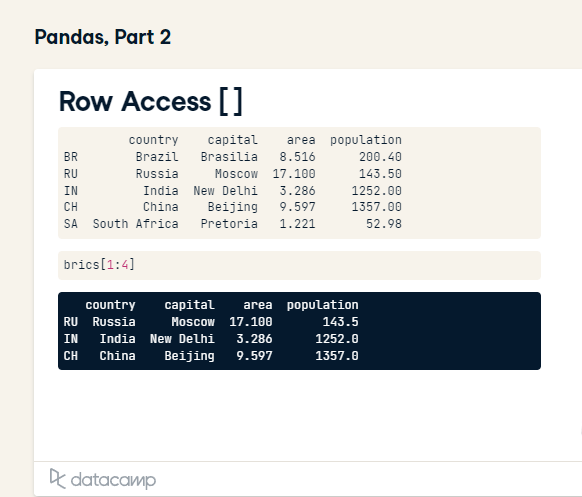 Pandas, Part 2
Row Access []
country capital area population
BR Brazil Brasilia 8.516 200.40
RU Russia Moscow 17.100 143.50
IN India New Delhi 3.286 1252.00
CH China Beijing 9.597 1357.00
SA South Africa Pretoria 1.221 52.98
brics[1:4]
country capital area population
RU Russia Moscow 17.100 143.5
IN India New Delhi 3.286 1252.0
CH China Beijing 9.597 1357.0
datacamp